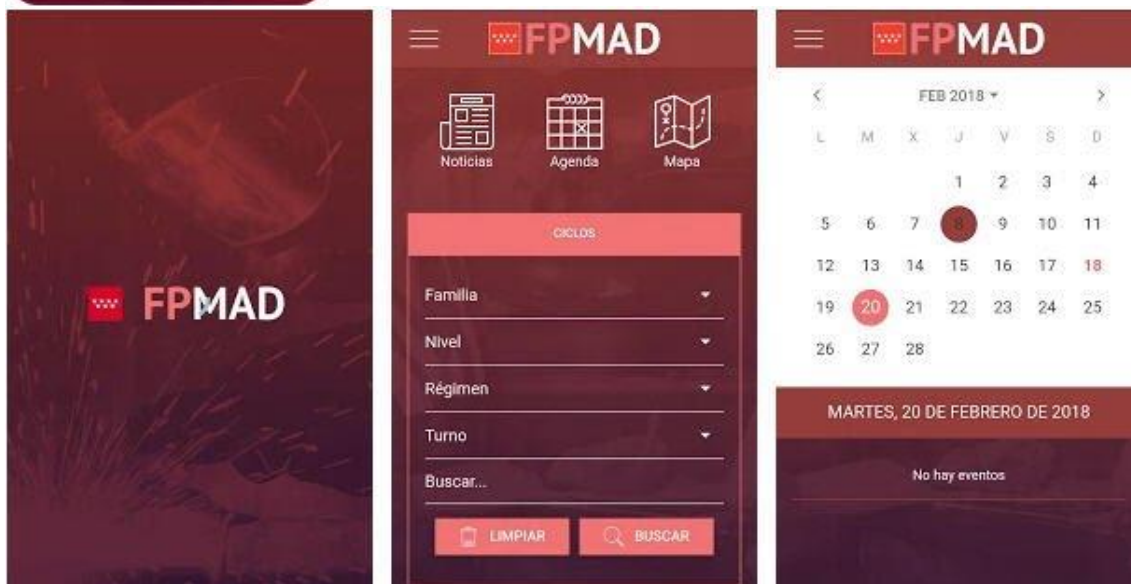 FPMAD
FPMAD
Noticias Agenda Mapa
CICLOS
Familia
Nivel
Régimen
Turno
Buscar...
LIMPIAR BUSCAR
FPMAD
< FEB 2018 >
L M X J V S D
1 2 3 4
5 6 7 8 9 10 11
12 13 14 15 16 17 18
19 20 21 22 23 24 25
26 27 28
MARTES, 20 DE FEBRERO DE 2018
No hay eventos